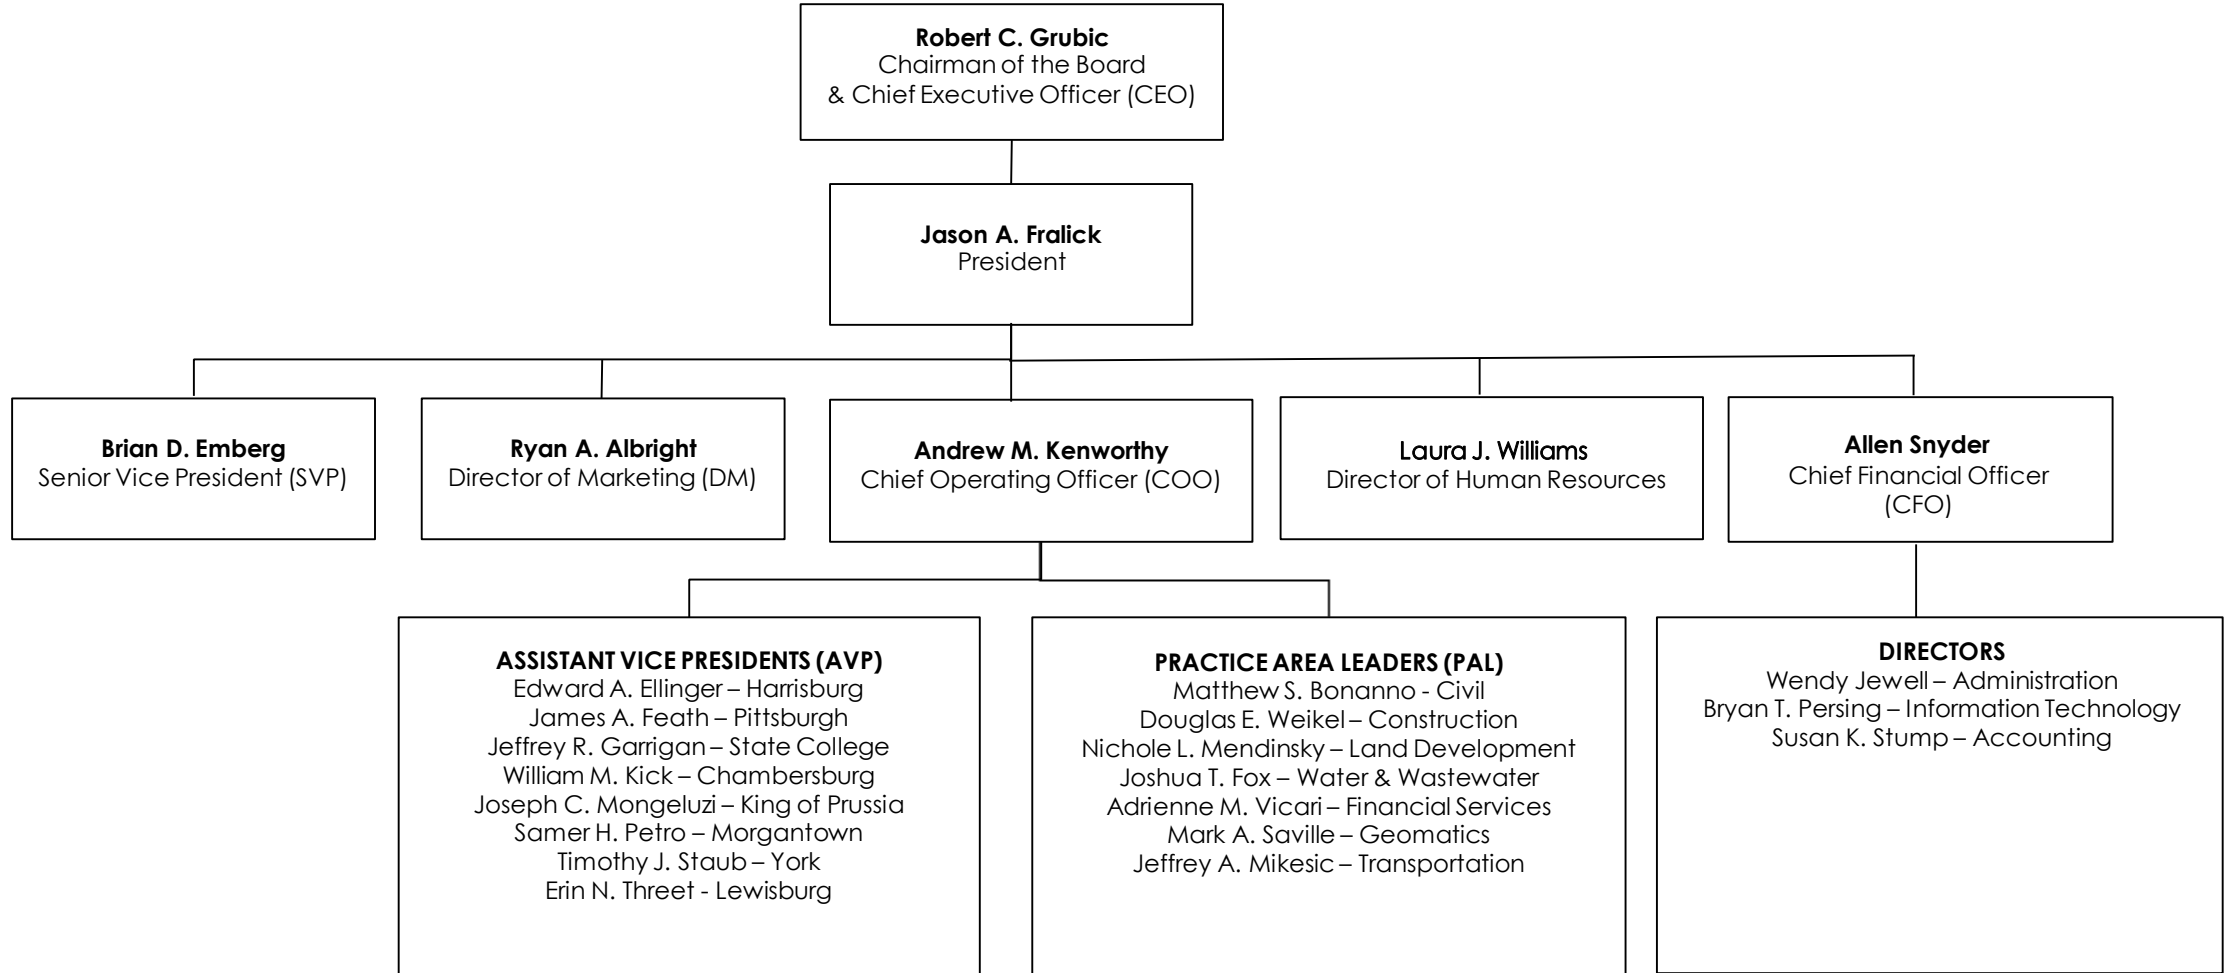 Robert C. Grubic
Chairman of the Board
& Chief Executive Officer (CEO)
Jason A. Fralick
President
Brian D. Emberg
Senior Vice President (SVP)
Ryan A. Albright
Director of Marketing (DM)
Andrew M. Kenworthy
Chief Operating Officer (COO)
Laura J. Williams
Director of Human Resources
Allen Snyder
Chief Financial Officer
(CFO)
ASSISTANT VICE PRESIDENTS (AVP)
Edward A. Ellinger – Harrisburg
James A. Feath – Pittsburgh
Jeffrey R. Garrigan – State College
William M. Kick – Chambersburg
Joseph C. Mongeluzi – King of Prussia
Samer H. Petro – Morgantown
Timothy J. Staub – York
Erin N. Threet - Lewisburg
PRACTICE AREA LEADERS (PAL)
Matthew S. Bonanno - Civil
Douglas E. Weikel – Construction
Nichole L. Mendinsky – Land Development
Joshua T. Fox – Water & Wastewater
Adrienne M. Vicari – Financial Services
Mark A. Saville – Geomatics
Jeffrey A. Mikesic – Transportation
DIRECTORS
Wendy Jewell – Administration
Bryan T. Persing – Information Technology
Susan K. Stump – Accounting